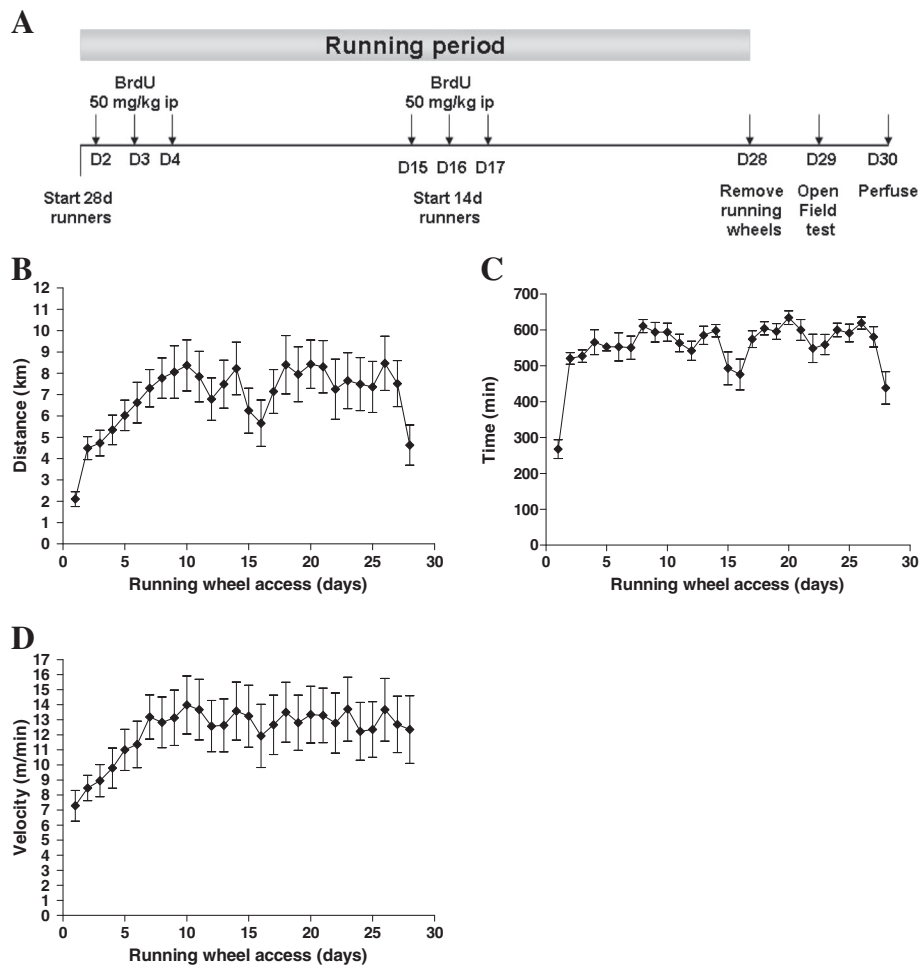 A
Running period
BrdU
50 mg/kg ip
BrdU
50 mg/kg ip
D2 D3 D4 D15 D16 D17 D28 D29 D30
Start 28d
runners
Start 14d
runners
Remove
running
wheels
Open
Field
test
Perfuse
B
Distance (km)
12
11
10
9
8
7
6
5
4
3
2
1
0
0 5 10 15 20 25 30
Running wheel access (days)
C
Time (min)
700
600
500
400
300
200
100
0
0 5 10 15 20 25 30
Running wheel access (days)
D
Velocity (m/min)
17
16
15
14
13
12
11
10
9
8
7
6
5
4
3
2
1
0
0 5 10 15 20 25 30
Running wheel access (days)